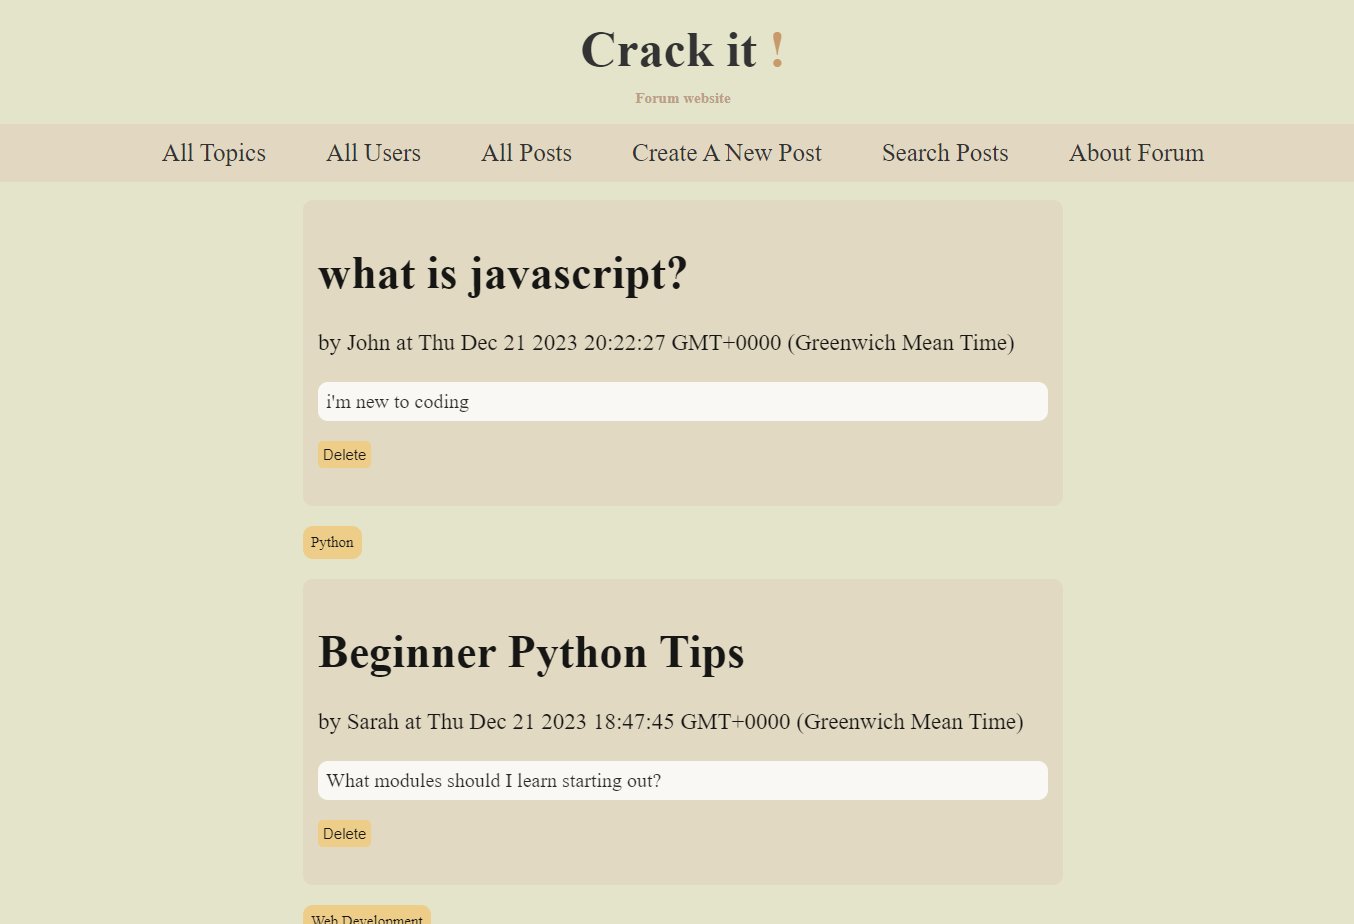 Crack it !
Forum website
All Topics All Users All Posts Create A New Post Search Posts About Forum
what is javascript?
by John at Thu Dec 21 2023 20:22:27 GMT+0000 (Greenwich Mean Time)
i'm new to coding
Delete
Python
Beginner Python Tips
by Sarah at Thu Dec 21 2023 18:47:45 GMT+0000 (Greenwich Mean Time)
What modules should I learn starting out?
Delete
Web Development